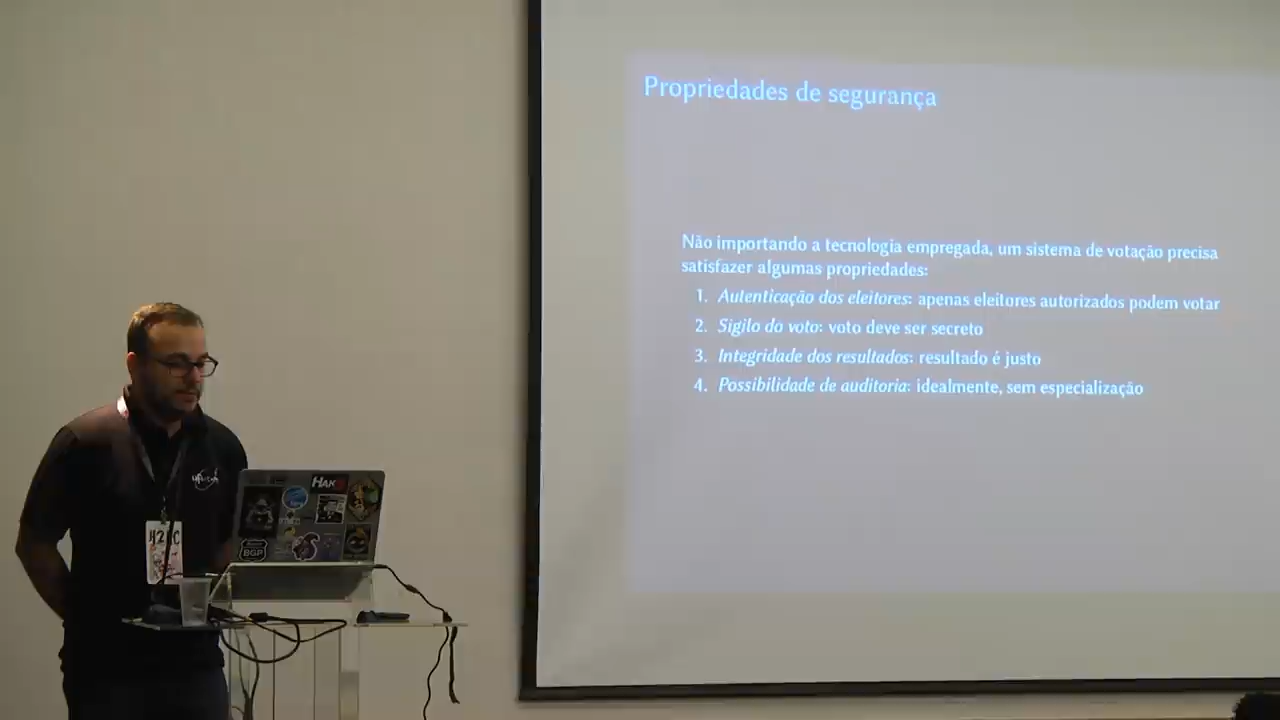 Propriedades de segurança
Não importando a tecnologia empregada, um sistema de votação precisa
satisfazer algumas propriedades:
1. Autenticação dos eleitores: apenas eleitores autorizados podem votar
2. Sigilo do voto: voto deve ser secreto
3. Integridade dos resultados: resultado é justo
4. Possibilidade de auditoria: idealmente, sem especialização
BGP